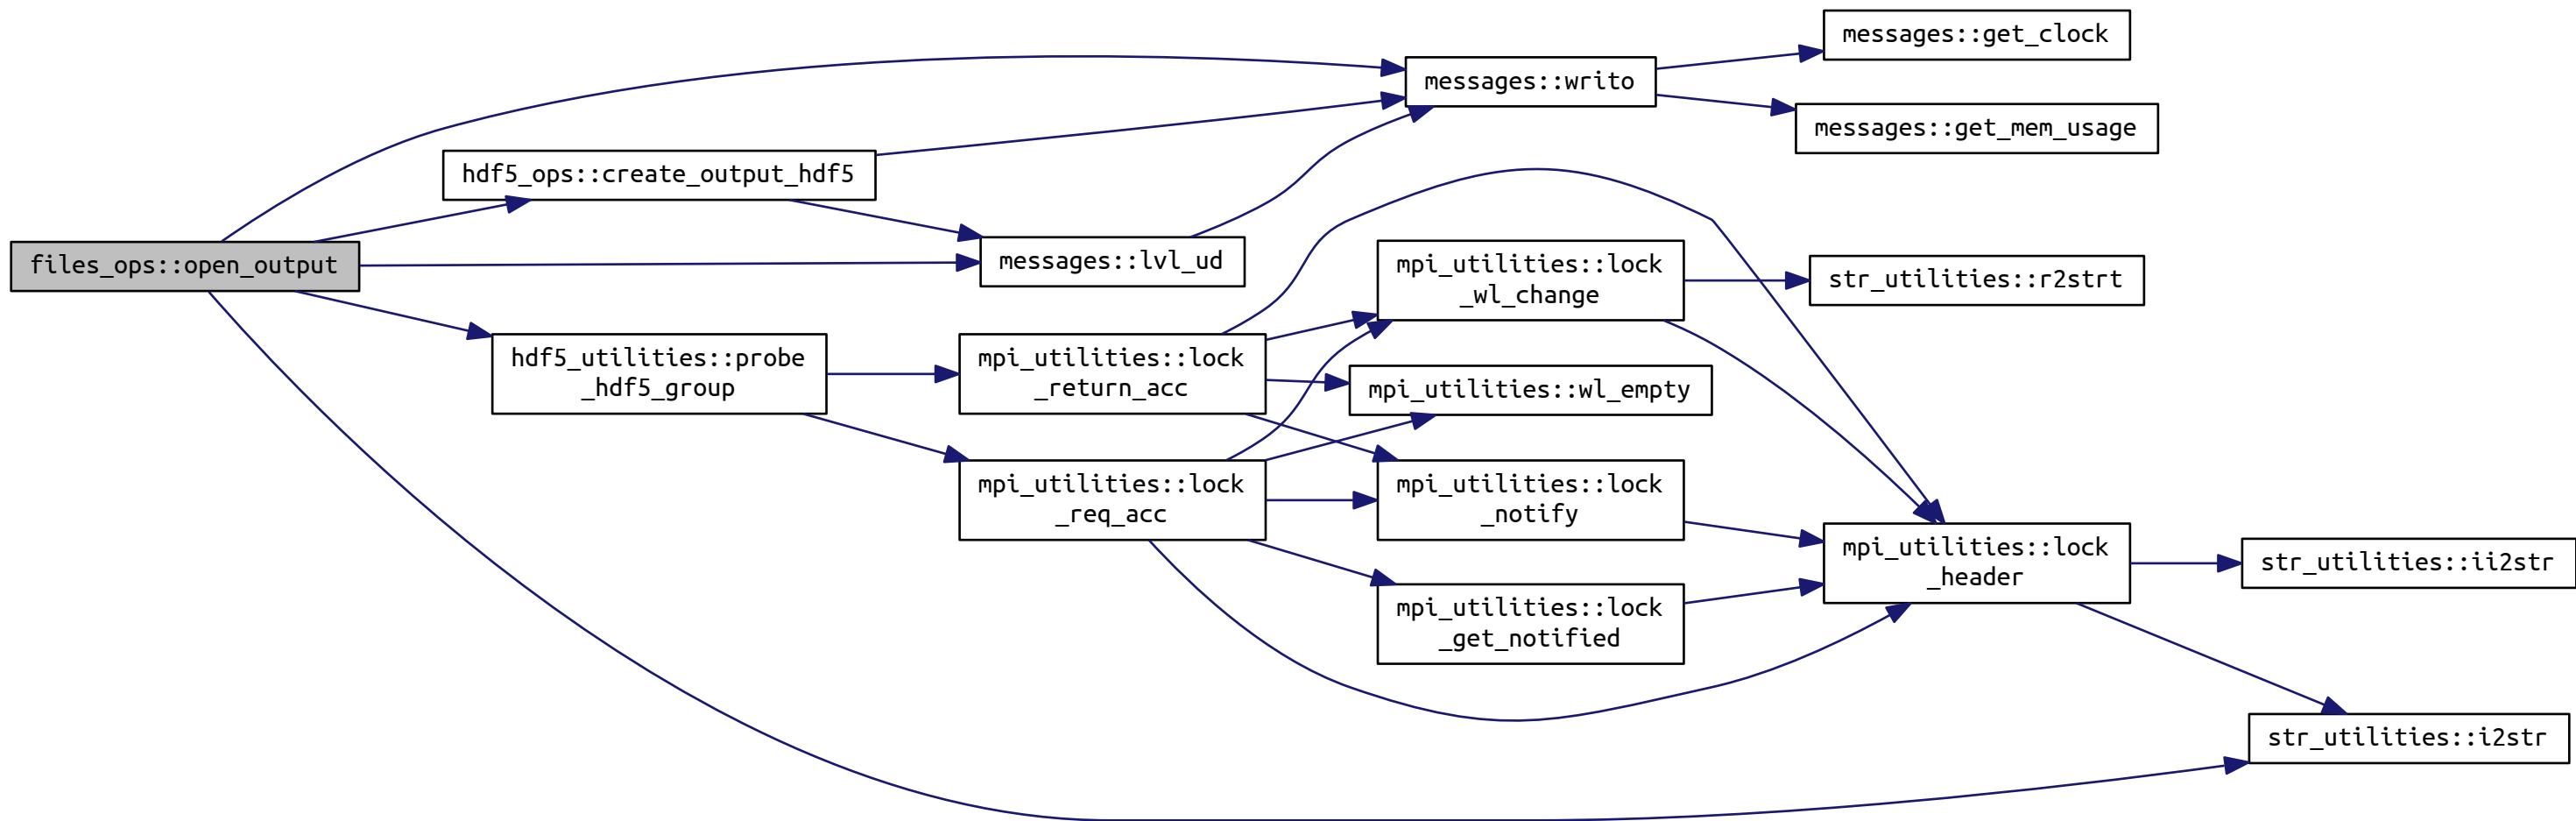 messages::get_clock
messages::writo
messages::get_mem_usage
hdf5_ops::create_output_hdf5
files_ops::open_output
messages::lvl_ud
mpi_utilities::lock
_wl_change
str_utilities::r2strt
hdf5_utilities::probe
_hdf5_group
mpi_utilities::lock
_return_acc
mpi_utilities::wl_empty
mpi_utilities::lock
_req_acc
mpi_utilities::lock
_notify
mpi_utilities::lock
_get_notified
mpi_utilities::lock
_header
str_utilities::ii2str
str_utilities::i2str